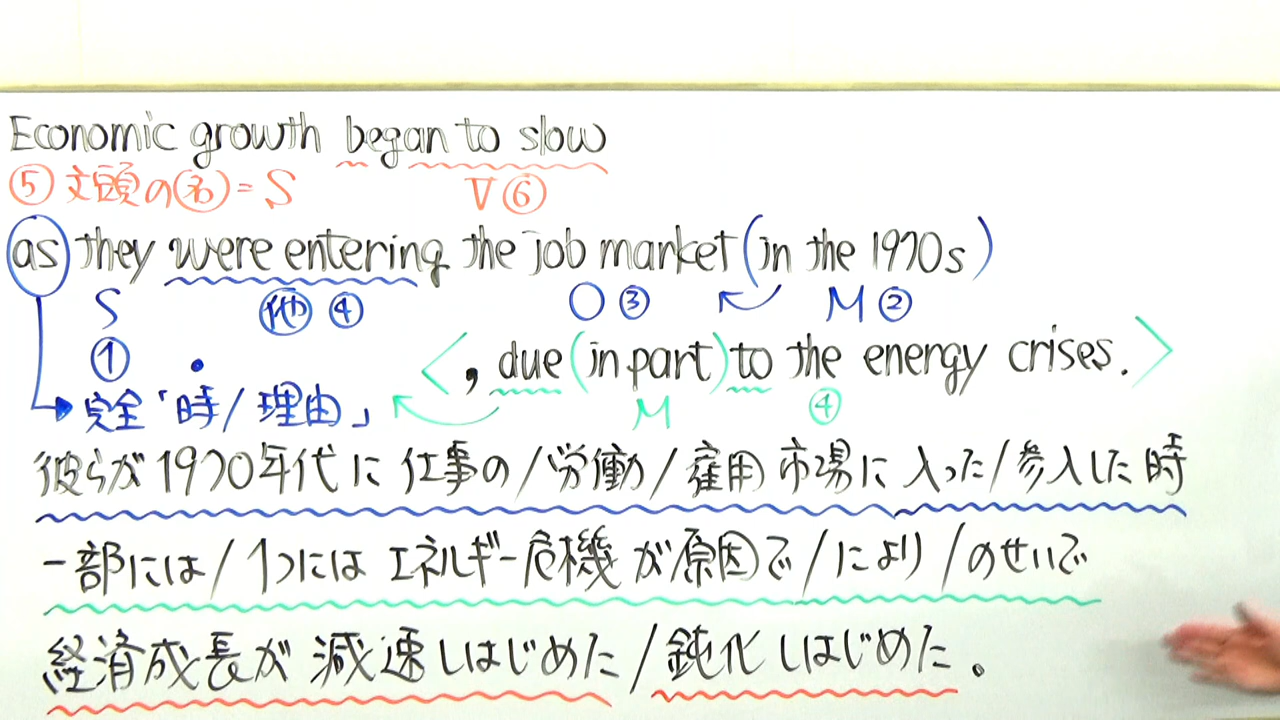 Economic growth began to slow
⑤ 文頭の㊔=S V⑥
as they were entering the job market (in the 1970s)
S 他 ④ O ③ M ②
①
<, due (in part) to the energy crises.>
M ④
完全「時/理由」
彼らが1970年代に仕事の/労働/雇用市場に入った/参入した時
一部には/1つにはエネルギー危機が原因で/により/のせいで
経済成長が減速しはじめた/鈍化しはじめた。